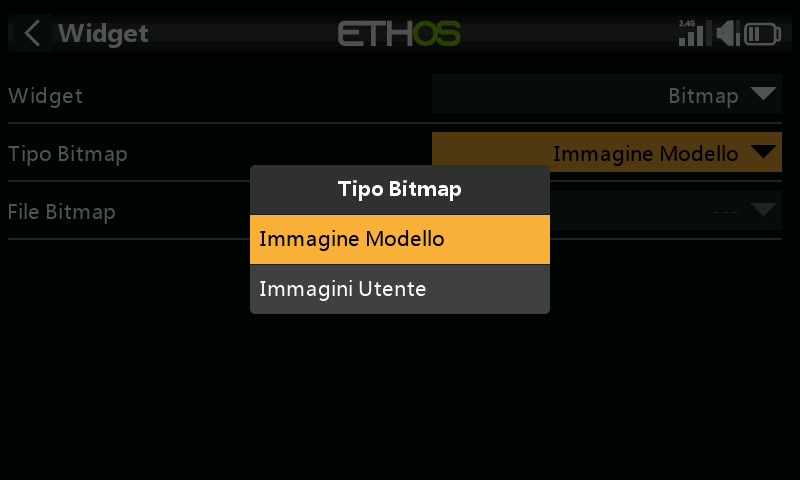 Widget
ETHOS
2.4G
Widget
Bitmap
Tipo Bitmap
Immagine Modello
File Bitmap
---
Tipo Bitmap
Immagine Modello
Immagini Utente